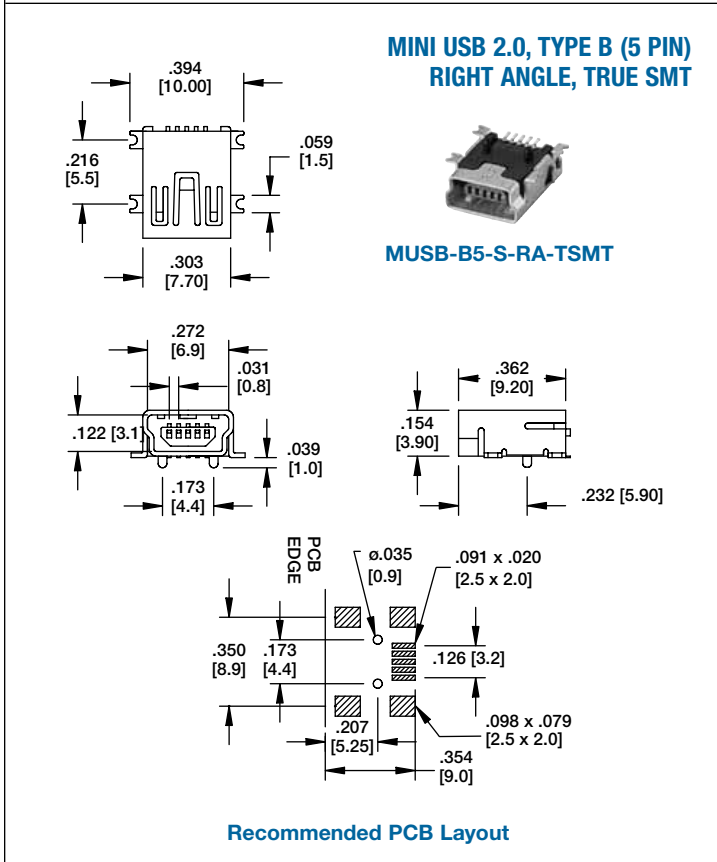 MINI USB 2.0, TYPE B (5 PIN)
RIGHT ANGLE, TRUE SMT
.394
[10.00]
.216
[5.5]
.059
[1.5]
.303
[7.70]
MUSB-B5-S-RA-TSMT
.272
[6.9]
.031
[0.8]
.122 [3.1]
.039
[1.0]
.173
[4.4]
.362
[9.20]
.154
[3.90]
.232 [5.90]
PCB
EDGE
ø.035
[0.9]
.091 x .020
[2.5 x 2.0]
.350
[8.9]
.173
[4.4]
.126 [3.2]
.207
[5.25]
.098 x .079
[2.5 x 2.0]
.354
[9.0]
Recommended PCB Layout